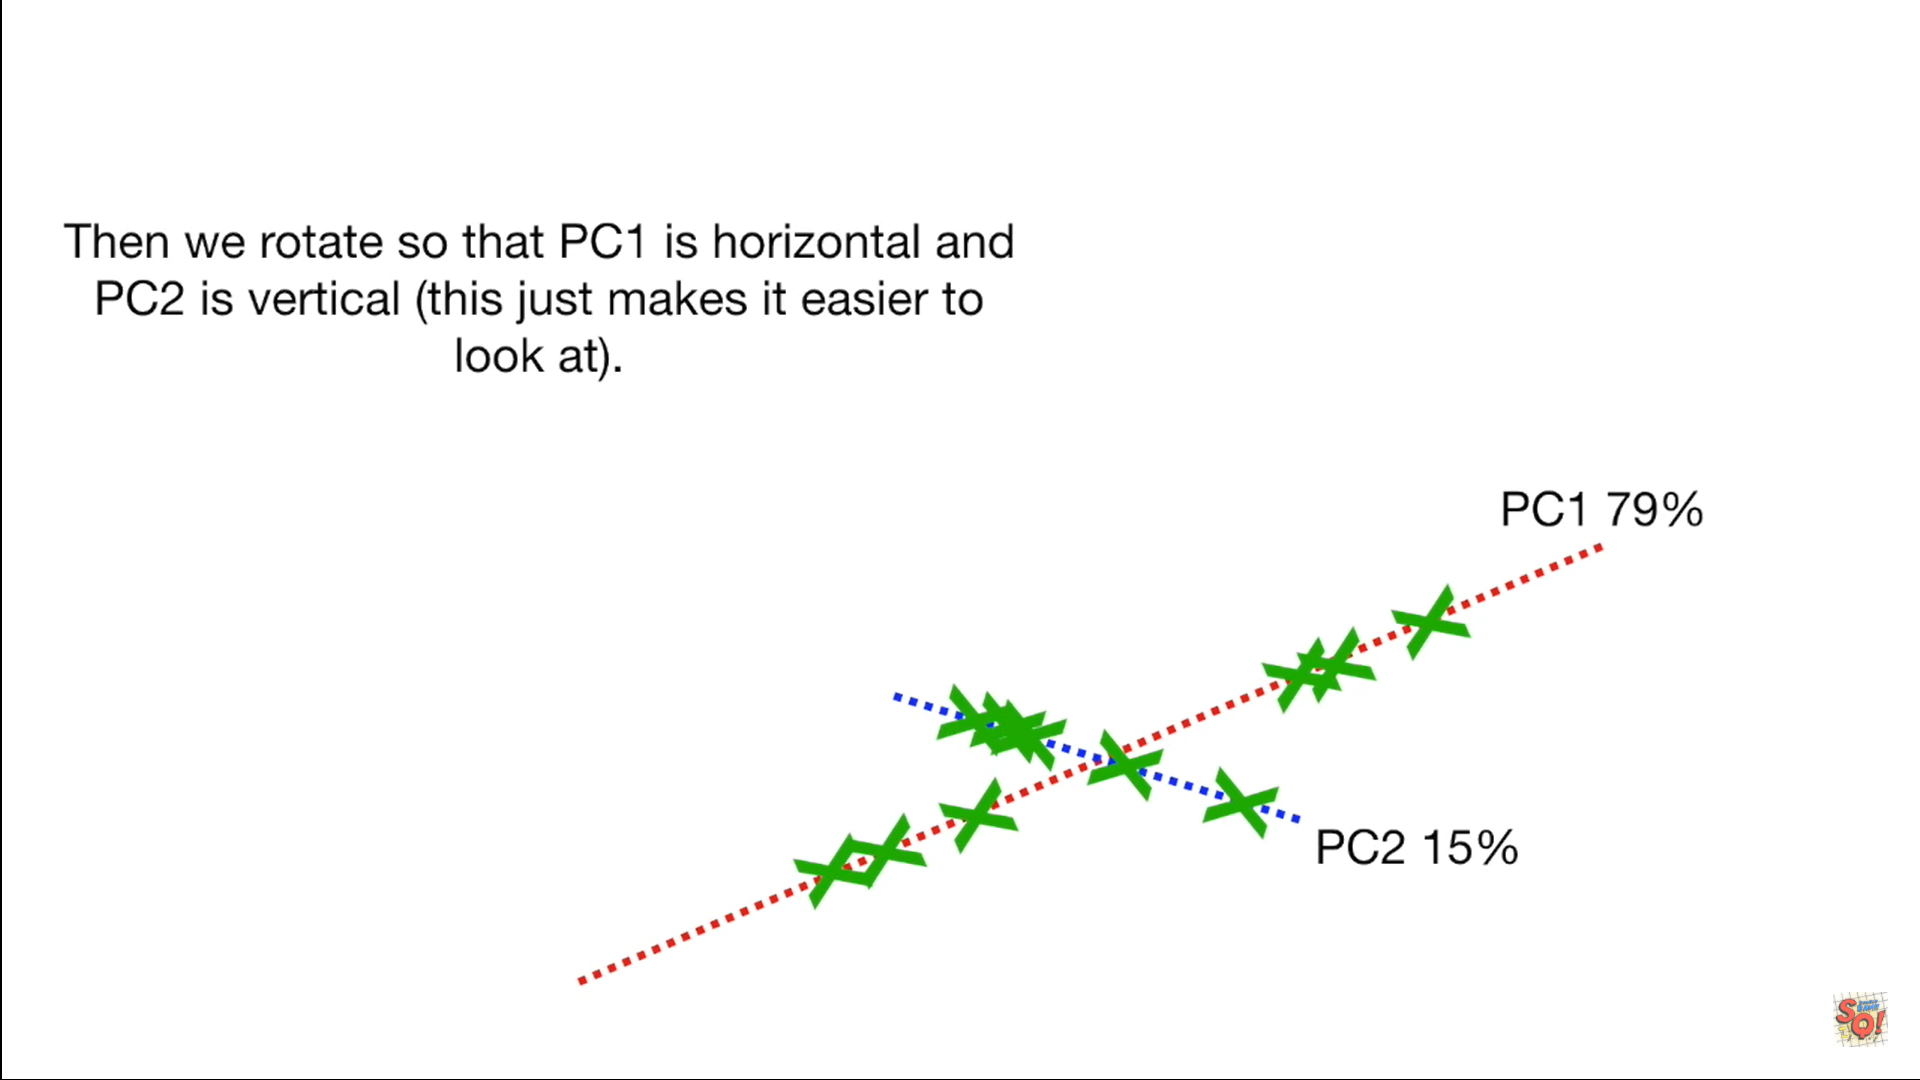 Then we rotate so that PC1 is horizontal and
PC2 is vertical (this just makes it easier to
look at).
PC1 79%
PC2 15%
SQ!